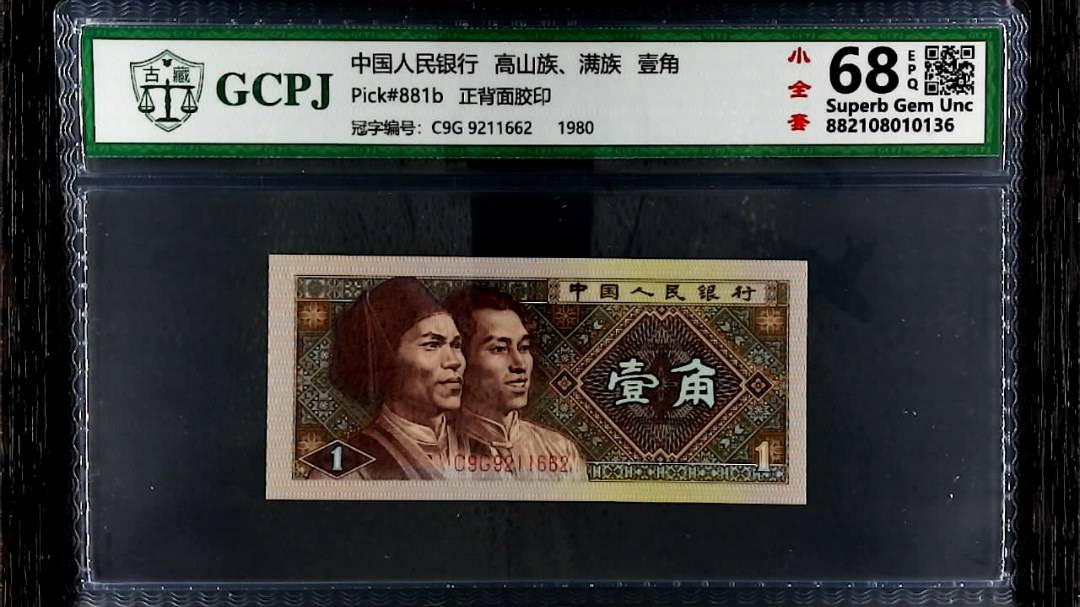 古藏
GCPJ
中国人民银行 高山族、满族 壹角
Pick#881b 正背面胶印
冠字编号: C9G 9211662 1980
小全套
68
EPQ
Superb Gem Unc
882108010136
中国人民银行
壹角
1
C9G9211662
1